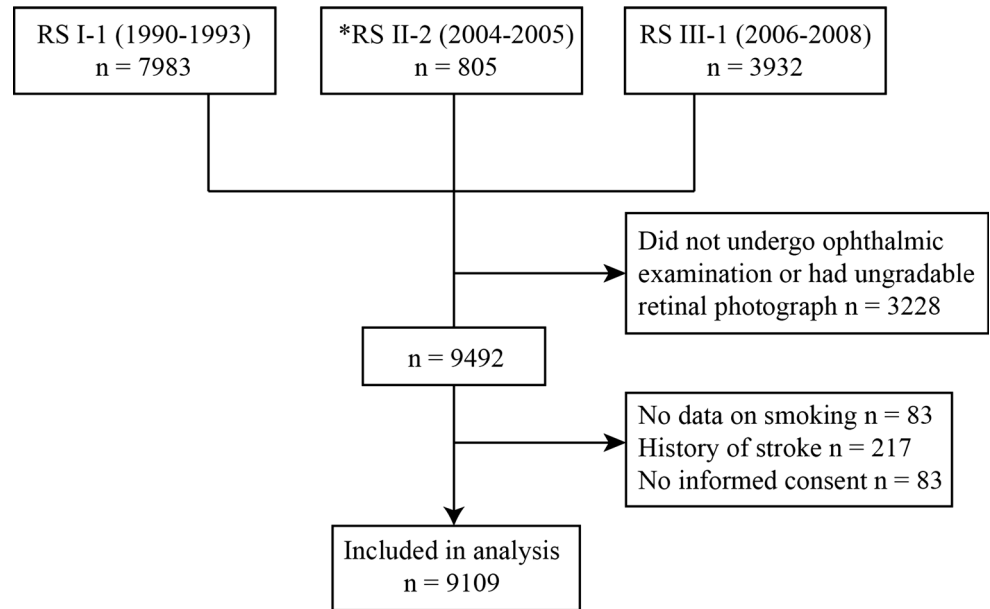 RS I-1 (1990-1993)
n = 7983
*RS II-2 (2004-2005)
n = 805
RS III-1 (2006-2008)
n = 3932
Did not undergo ophthalmic
examination or had ungradable
retinal photograph n = 3228
n = 9492
No data on smoking n = 83
History of stroke n = 217
No informed consent n = 83
Included in analysis
n = 9109